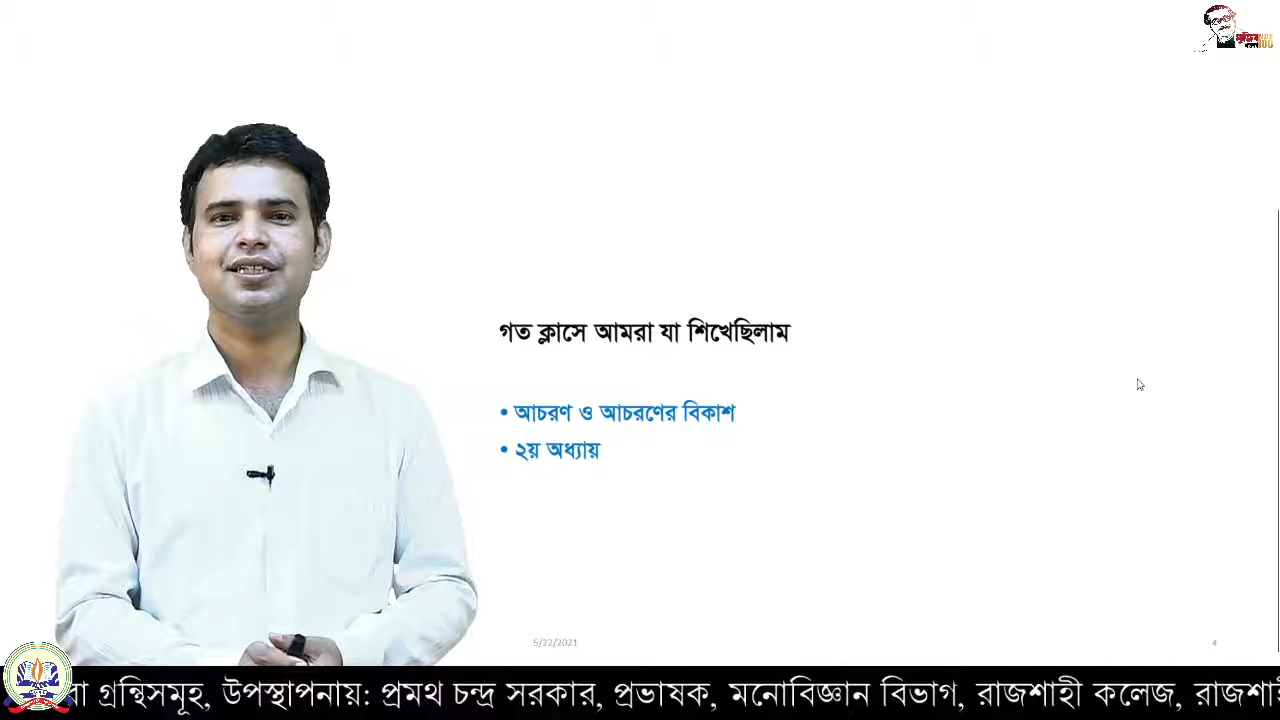 গত ক্লাসে আমরা যা শিখেছিলাম
• আচরণ ও আচরণের বিকাশ
• ২য় অধ্যায়
5/22/2021
4
গ্রন্থিসমূহ, উপস্থাপনায়: প্রমথ চন্দ্র সরকার, প্রভাষক, মনোবিজ্ঞান বিভাগ, রাজশাহী কলেজ,